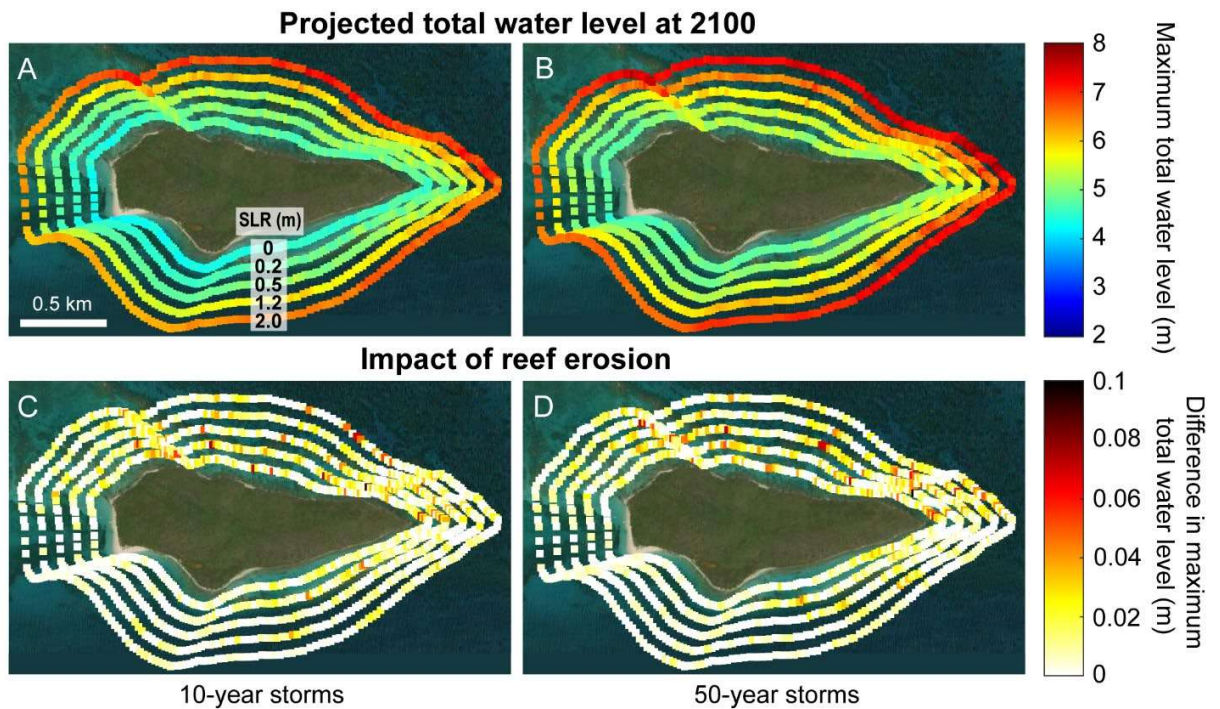 Projected total water level at 2100
A
B
SLR (m)
0
0.2
0.5
1.2
2.0
0.5 km
8
7
6
5
4
3
2
Maximum total water level (m)
Impact of reef erosion
C
D
0.1
0.08
0.06
0.04
0.02
0
Difference in maximum
total water level (m)
10-year storms
50-year storms